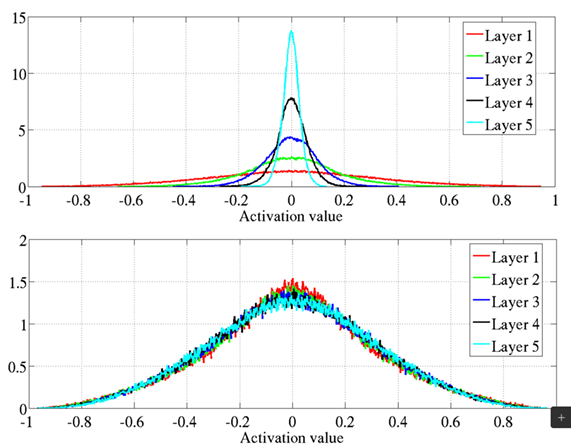 15
10
5
0
Layer 1
Layer 2
Layer 3
Layer 4
Layer 5
-1 -0.8 -0.6 -0.4 -0.2 0 0.2 0.4 0.6 0.8 1
Activation value
2
1.5
1
0.5
0
Layer 1
Layer 2
Layer 3
Layer 4
Layer 5
-1 -0.8 -0.6 -0.4 -0.2 0 0.2 0.4 0.6 0.8
Activation value
+